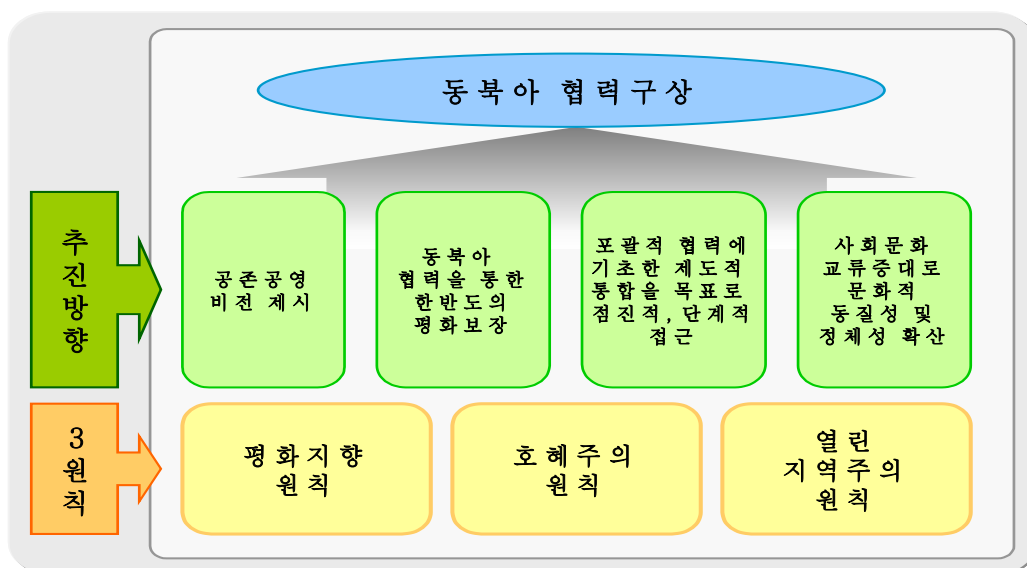 동북아 협력구상
추진방향
공존공영
비전 제시
동북아
협력을 통한
한반도의
평화보장
포괄적 협력에
기초한 제도적
통합을 목표로
점진적, 단계적
접근
사회문화
교류중대로
문화적
동질성 및
정체성 확산
3
원
칙
평화지향
원칙
호혜주의
원칙
열린
지역주의
원칙